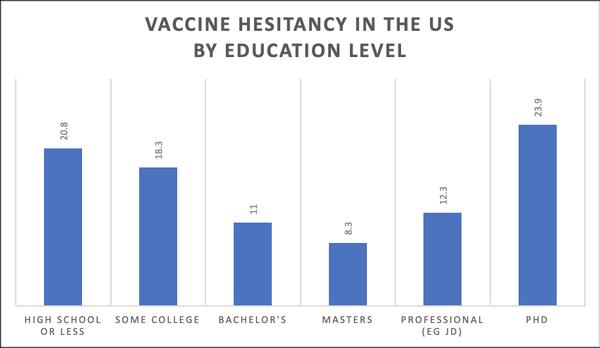 VACCINE HESITANCY IN THE US
BY EDUCATION LEVEL
20.8
18.3
11
8.3
12.3
23.9
HIGH SCHOOL
OR LESS
SOME COLLEGE
BACHELOR'S
MASTERS
PROFESSIONAL
(EG JD)
PHD